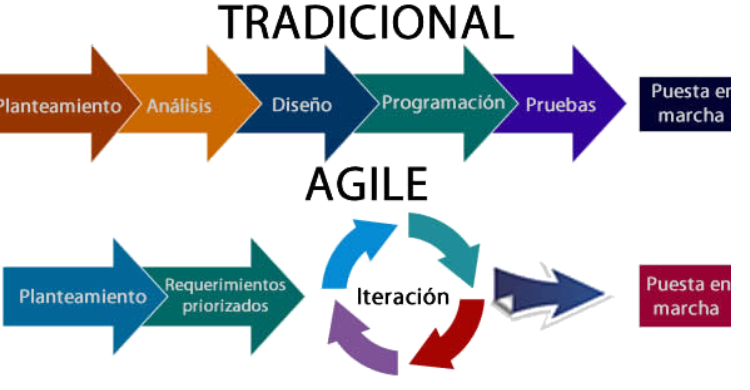 TRADICIONAL
Planteamiento
Análisis
Diseño
Programación
Pruebas
Puesta en
marcha
AGILE
Planteamiento
Requerimientos
priorizados
Iteración
Puesta en
marcha